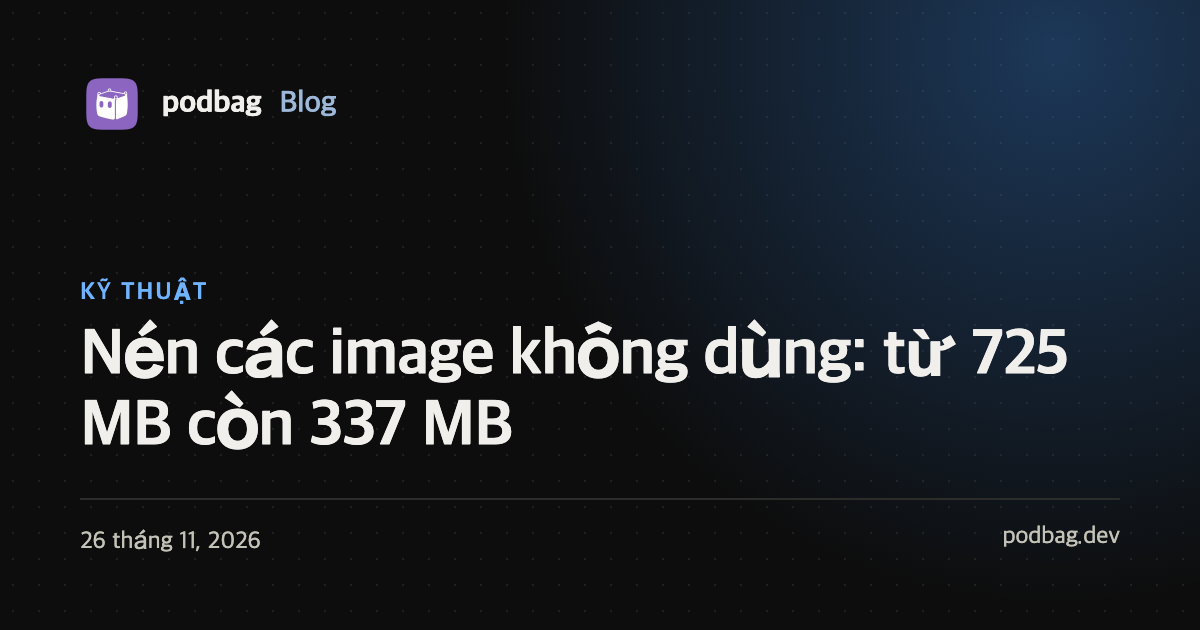 podbag Blog
KỸ THUẬT
Nén các image không dùng: từ 725
MB còn 337 MB
26 tháng 11, 2026
podbag.dev